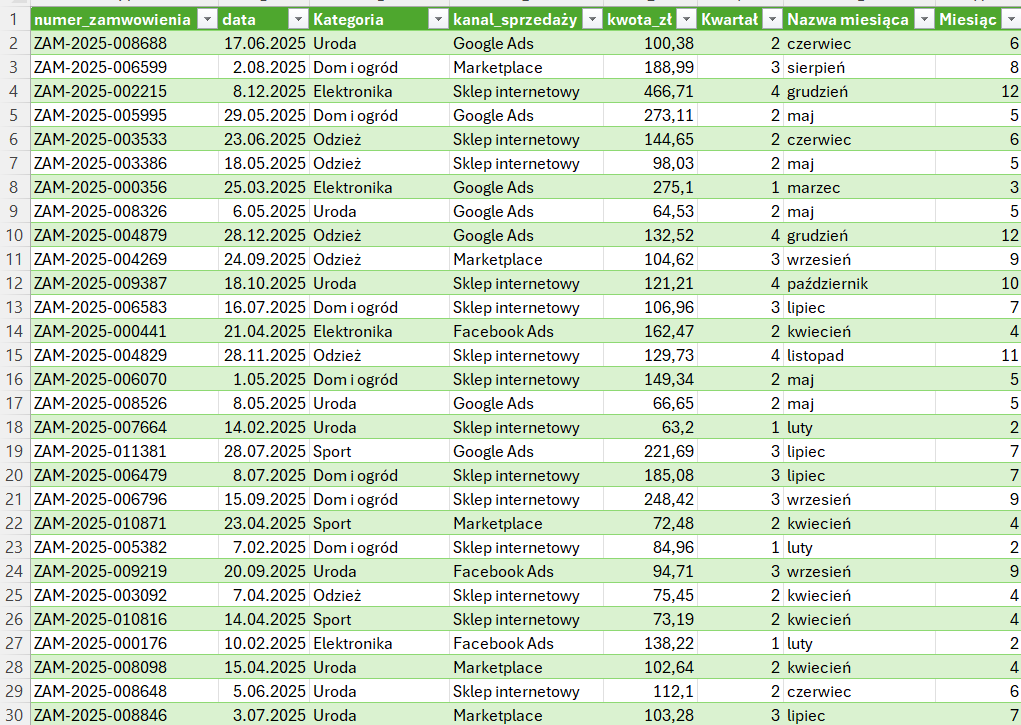 1 numer_zamwowienia data Kategoria kanal_sprzedaży kwota_zł Kwartał Nazwa miesiąca Miesiąc
2 ZAM-2025-008688 17.06.2025 Uroda Google Ads 100,38 2 czerwiec 6
3 ZAM-2025-006599 2.08.2025 Dom i ogród Marketplace 188,99 3 sierpień 8
4 ZAM-2025-002215 8.12.2025 Elektronika Sklep internetowy 466,71 4 grudzień 12
5 ZAM-2025-005995 29.05.2025 Dom i ogród Google Ads 273,11 2 maj 5
6 ZAM-2025-003533 23.06.2025 Odzież Sklep internetowy 144,65 2 czerwiec 6
7 ZAM-2025-003386 18.05.2025 Odzież Sklep internetowy 98,03 2 maj 5
8 ZAM-2025-000356 25.03.2025 Elektronika Google Ads 275,1 1 marzec 3
9 ZAM-2025-008326 6.05.2025 Uroda Google Ads 64,53 2 maj 5
10 ZAM-2025-004879 28.12.2025 Odzież Google Ads 132,52 4 grudzień 12
11 ZAM-2025-004269 24.09.2025 Odzież Marketplace 104,62 3 wrzesień 9
12 ZAM-2025-009387 18.10.2025 Uroda Sklep internetowy 121,21 4 październik 10
13 ZAM-2025-006583 16.07.2025 Dom i ogród Sklep internetowy 106,96 3 lipiec 7
14 ZAM-2025-000441 21.04.2025 Elektronika Facebook Ads 162,47 2 kwiecień 4
15 ZAM-2025-004829 28.11.2025 Odzież Sklep internetowy 129,73 4 listopad 11
16 ZAM-2025-006070 1.05.2025 Dom i ogród Sklep internetowy 149,34 2 maj 5
17 ZAM-2025-008526 8.05.2025 Uroda Google Ads 66,65 2 maj 5
18 ZAM-2025-007664 14.02.2025 Uroda Sklep internetowy 63,2 1 luty 2
19 ZAM-2025-011381 28.07.2025 Sport Google Ads 221,69 3 lipiec 7
20 ZAM-2025-006479 8.07.2025 Dom i ogród Sklep internetowy 185,08 3 lipiec 7
21 ZAM-2025-006796 15.09.2025 Dom i ogród Sklep internetowy 248,42 3 wrzesień 9
22 ZAM-2025-010871 23.04.2025 Sport Marketplace 72,48 2 kwiecień 4
23 ZAM-2025-005382 7.02.2025 Dom i ogród Sklep internetowy 84,96 1 luty 2
24 ZAM-2025-009219 20.09.2025 Uroda Facebook Ads 94,71 3 wrzesień 9
25 ZAM-2025-003092 7.04.2025 Odzież Sklep internetowy 75,45 2 kwiecień 4
26 ZAM-2025-010816 14.04.2025 Sport Sklep internetowy 73,19 2 kwiecień 4
27 ZAM-2025-000176 10.02.2025 Elektronika Facebook Ads 138,22 1 luty 2
28 ZAM-2025-008098 15.04.2025 Uroda Marketplace 102,64 2 kwiecień 4
29 ZAM-2025-008648 5.06.2025 Uroda Sklep internetowy 112,1 2 czerwiec 6
30 ZAM-2025-008846 3.07.2025 Uroda Marketplace 103,28 3 lipiec 7